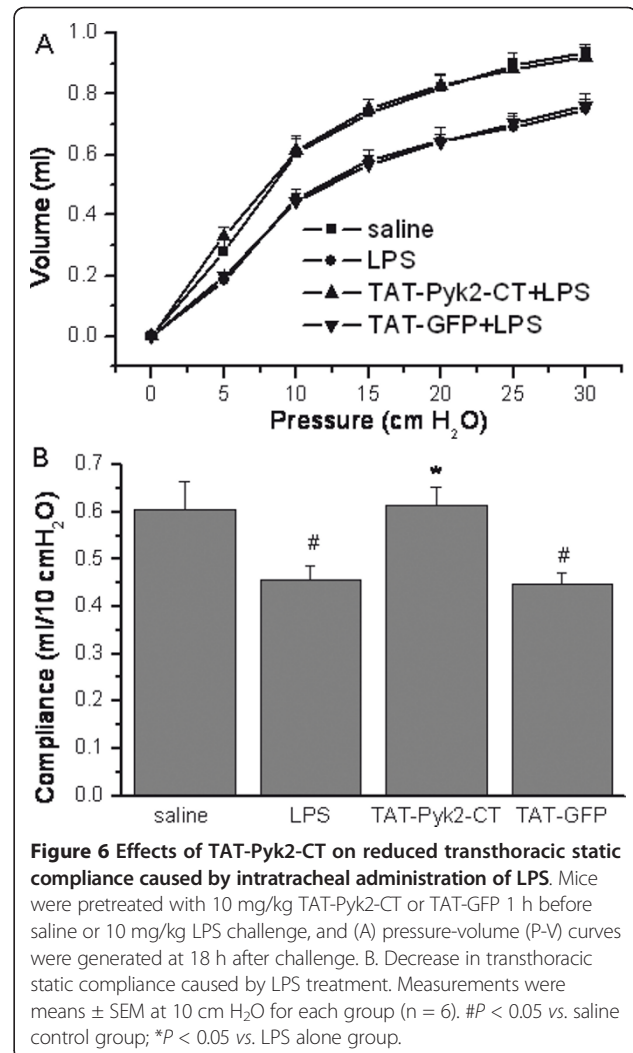 A
1.0
0.8
0.6
0.4
0.2
0.0
Volume (ml)
saline
LPS
TAT-Pyk2-CT+LPS
TAT-GFP+LPS
0 5 10 15 20 25 30
Pressure (cm H₂O)
B
0.7
0.6
0.5
0.4
0.3
0.2
0.1
0.0
Compliance (ml/10 cmH₂O)
# * #
saline LPS TAT-Pyk2-CT TAT-GFP
Figure 6 Effects of TAT-Pyk2-CT on reduced transthoracic static
compliance caused by intratracheal administration of LPS. Mice
were pretreated with 10 mg/kg TAT-Pyk2-CT or TAT-GFP 1 h before
saline or 10 mg/kg LPS challenge, and (A) pressure-volume (P-V) curves
were generated at 18 h after challenge. B. Decrease in transthoracic
static compliance caused by LPS treatment. Measurements were
means ± SEM at 10 cm H₂O for each group (n = 6). #P < 0.05 vs. saline
control group; *P < 0.05 vs. LPS alone group.